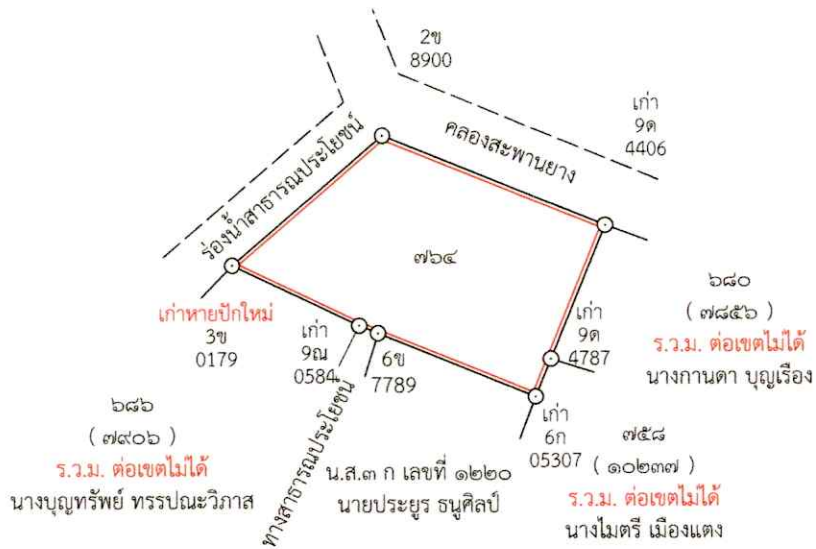 2ข
8900
เก่า
9ด
4406
คลองสะพานยาง
ร่องน้ำสาธารณประโยชน์
๗๖๔
๖๘๐
( ๗๘๕๖ )
ร.ว.ม. ต่อเขตไม่ได้
นางกานดา บุญเรือง
เก่าหายปักใหม่
3ข
0179
เก่า
9ณ
0584
6ข
7789
เก่า
9ด
4787
เก่า
6ก
05307
๖๘๖
( ๗๙๐๖ )
ร.ว.ม. ต่อเขตไม่ได้
นางบุญทรัพย์ ทรรปณะวิภาส
ทางสาธารณประโยชน์
น.ส.๓ ก เลขที่ ๑๒๒๐
นายประยูร ธนูศิลป์
๗๕๘
( ๑๐๒๓๗ )
ร.ว.ม. ต่อเขตไม่ได้
นางไมตรี เมืองแตง